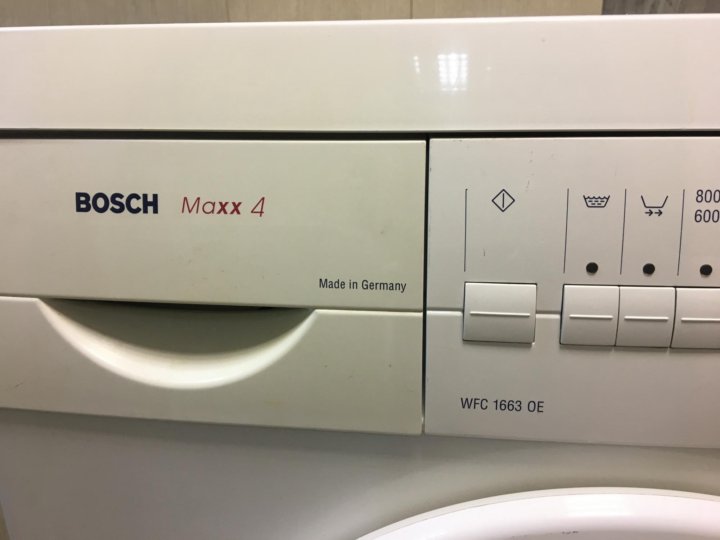 BOSCH Maxx 4
Made in Germany
800
600
WFC 1663 OE